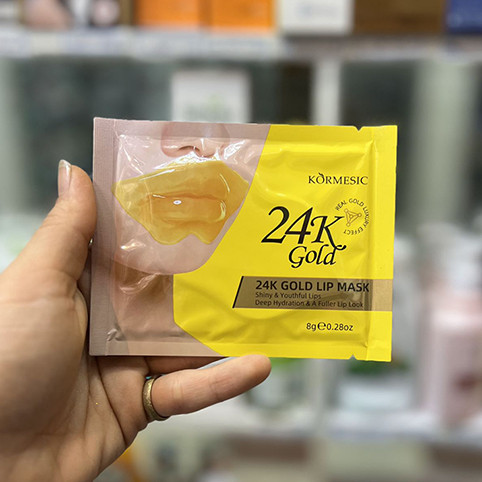 KORMESIC
REAL GOLD LUXURY EFFECT
24K
Gold
24K GOLD LIP MASK
Shiny & Youthful Lips
Deep Hydration & A Fuller Lip Look
8g℮0.28oz